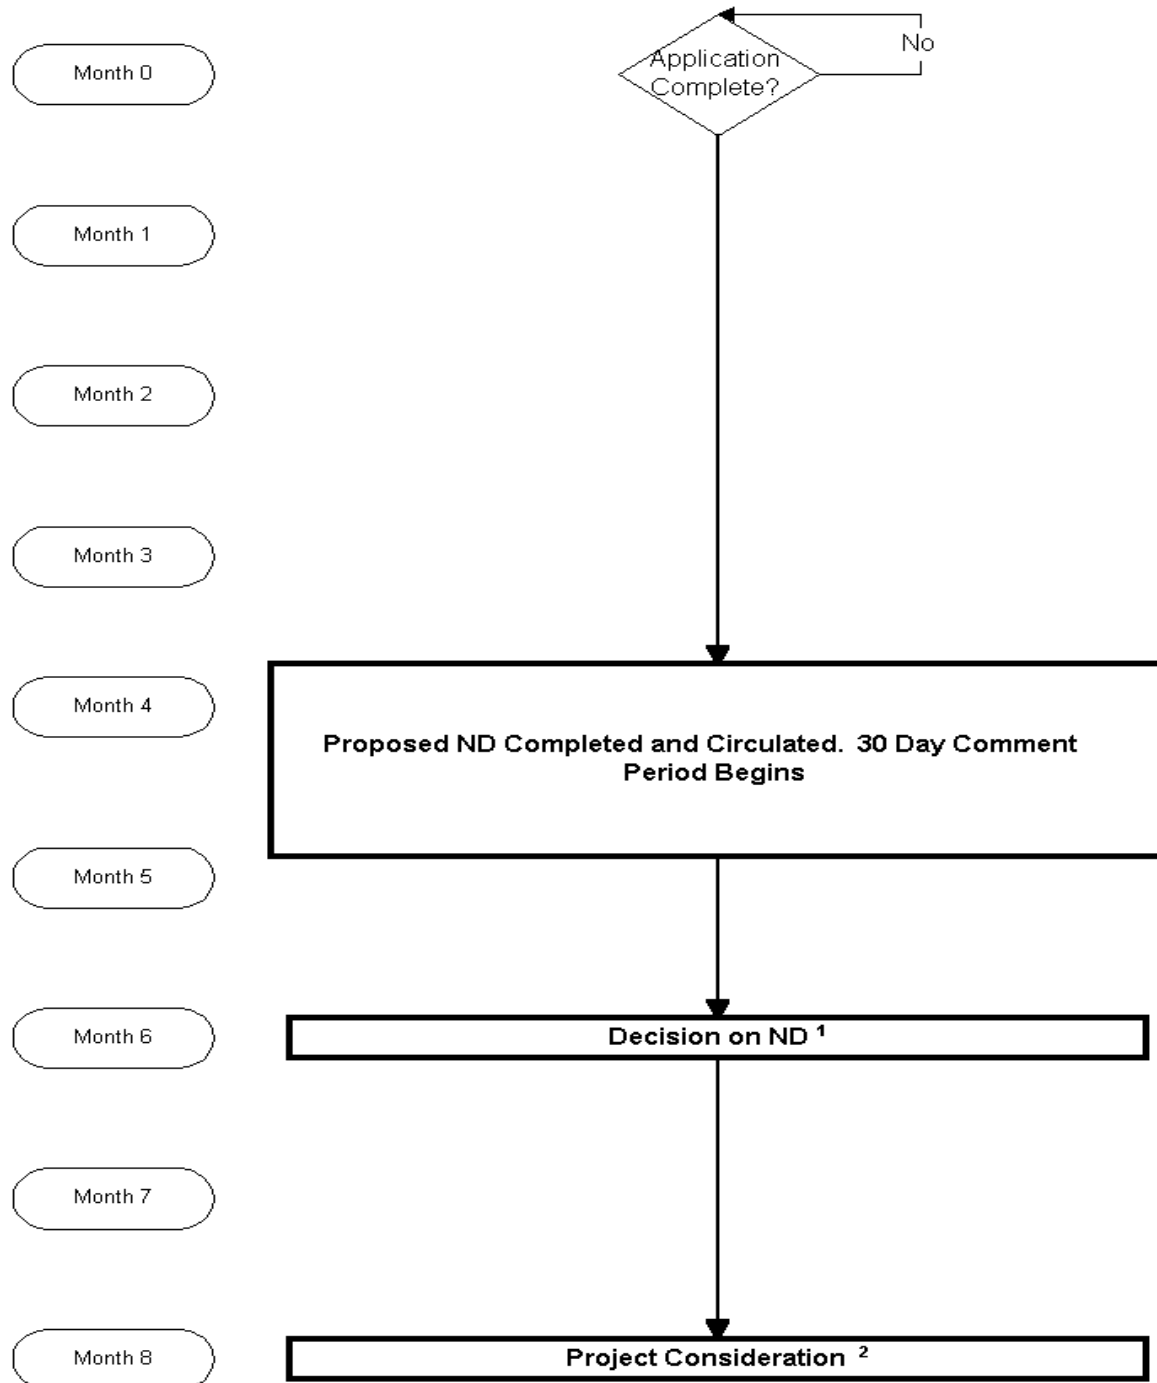 No
Month 0
Application
Complete?
Month 1
Month 2
Month 3
Month 4
Proposed ND Completed and Circulated.  30 Day Comment
Period Begins
Month 5
Month 6
Decision on ND 1
Month 7
Month 8
Project Consideration 2